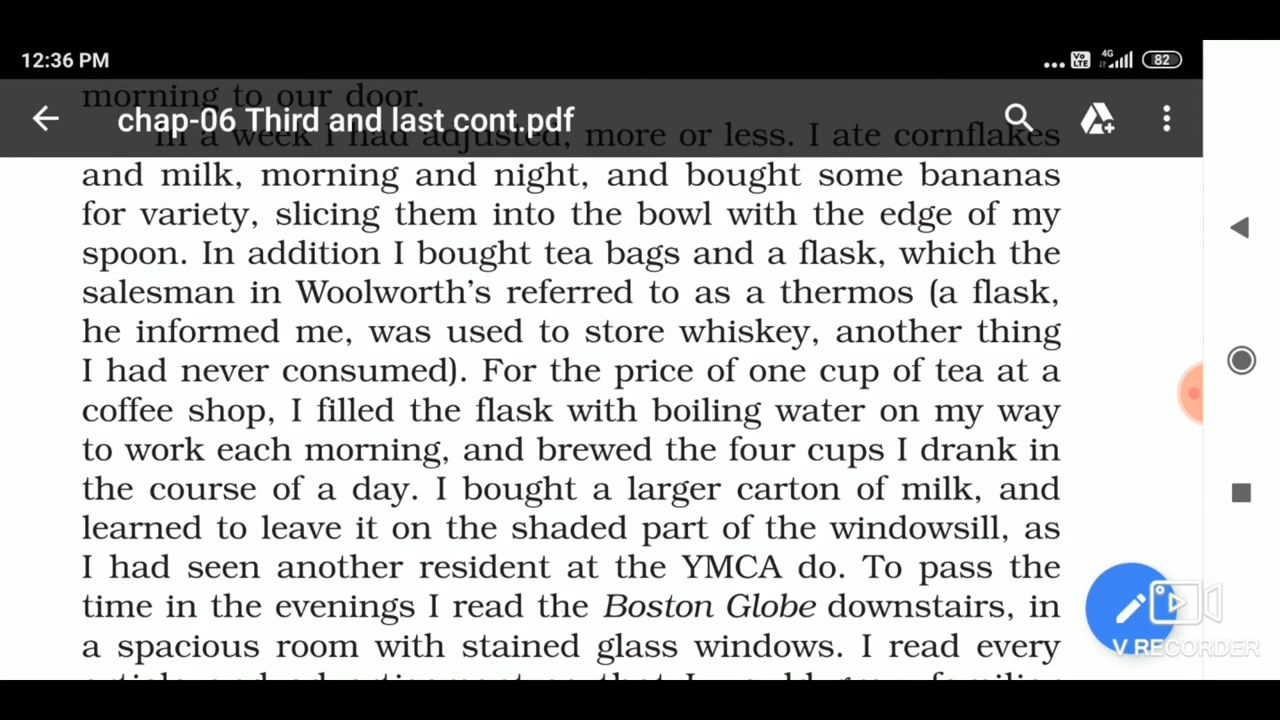 12:36 PM
4G
Vo
LTE
82
morning to our door.
chap-06 Third and last cont.pdf
In a week I had adjusted, more or less. I ate cornflakes
and milk, morning and night, and bought some bananas
for variety, slicing them into the bowl with the edge of my
spoon. In addition I bought tea bags and a flask, which the
salesman in Woolworth's referred to as a thermos (a flask,
he informed me, was used to store whiskey, another thing
I had never consumed). For the price of one cup of tea at a
coffee shop, I filled the flask with boiling water on my way
to work each morning, and brewed the four cups I drank in
the course of a day. I bought a larger carton of milk, and
learned to leave it on the shaded part of the windowsill, as
I had seen another resident at the YMCA do. To pass the
time in the evenings I read the Boston Globe downstairs, in
a spacious room with stained glass windows. I read every
V RECORDER